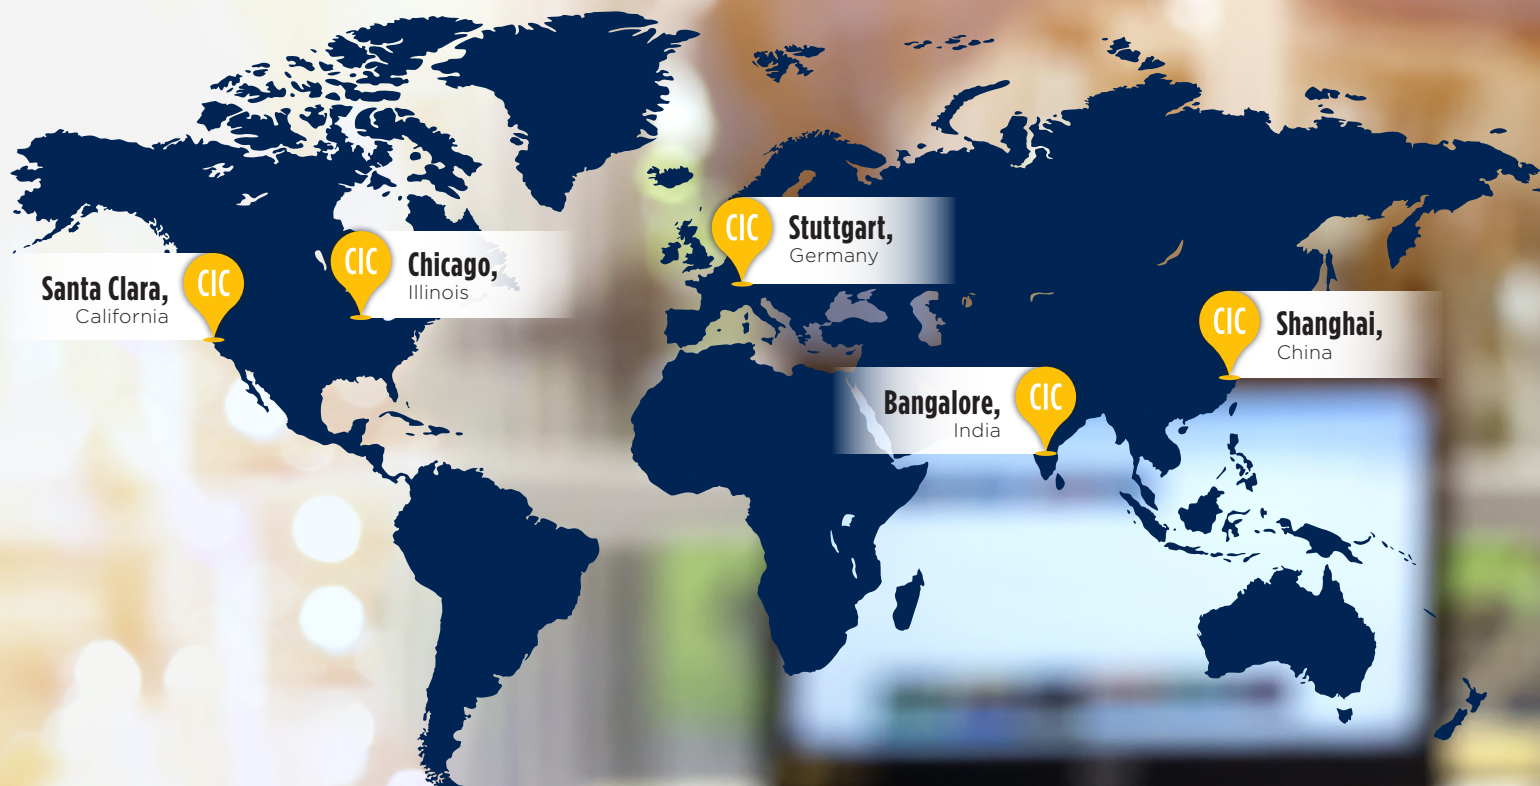 CIC
Santa Clara,
California
CIC
Chicago,
Illinois
CIC
Stuttgart,
Germany
CIC
Bangalore,
India
CIC
Shanghai,
China